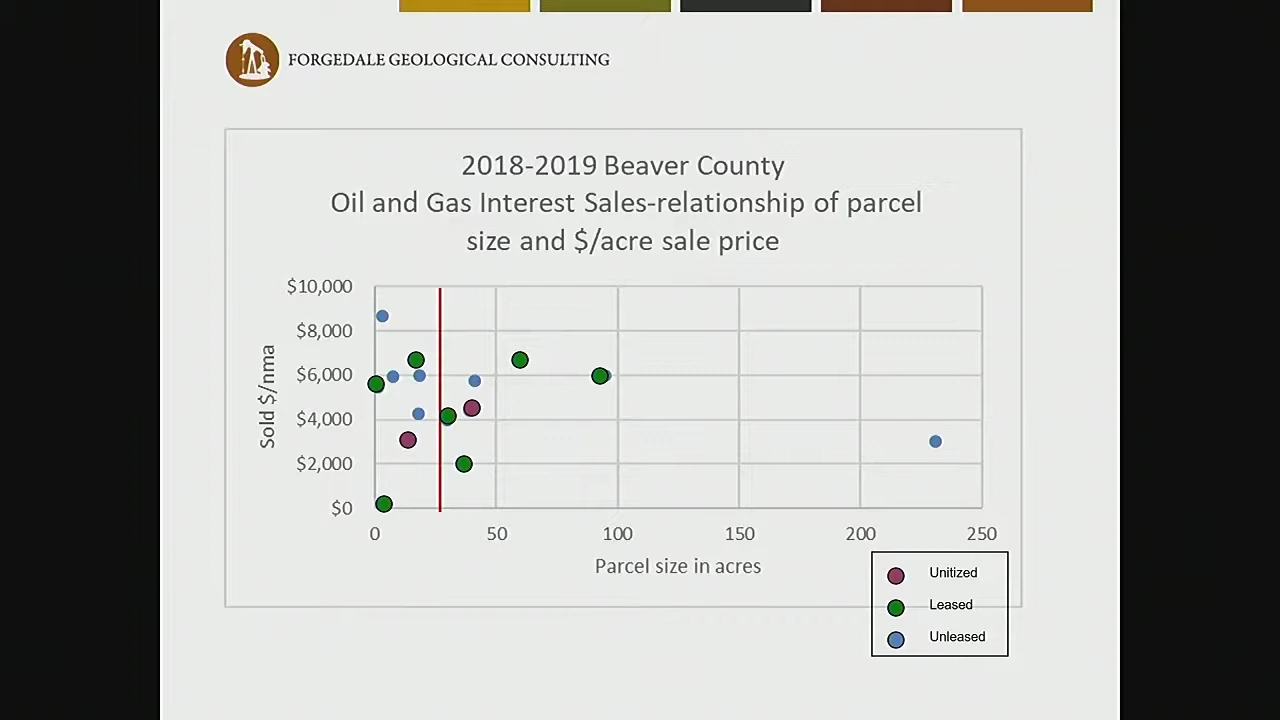 FORGEDALE GEOLOGICAL CONSULTING
2018-2019 Beaver County
Oil and Gas Interest Sales-relationship of parcel
size and $/acre sale price
$10,000
$8,000
$6,000
$4,000
$2,000
$0
Sold $/nma
0 50 100 150 200 250
Parcel size in acres
Unitized
Leased
Unleased